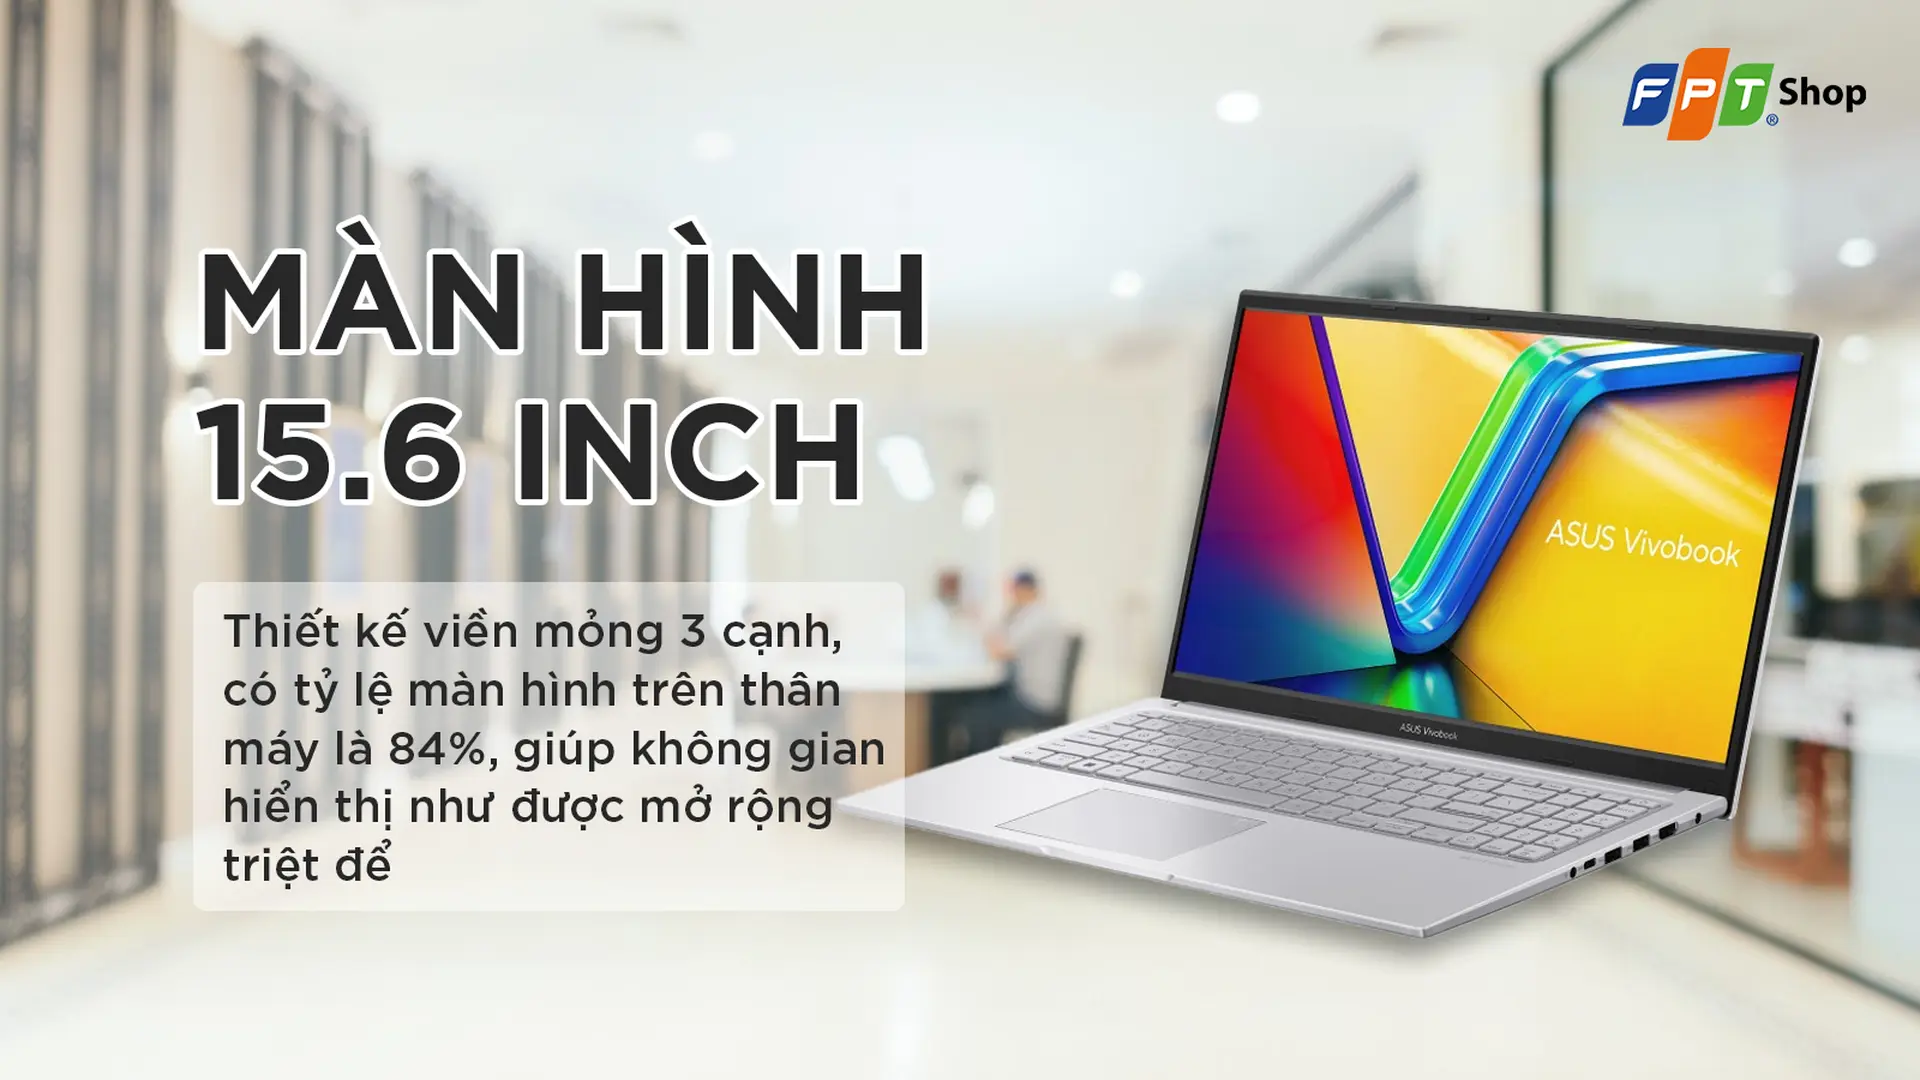 FPT Shop
MÀN HÌNH
15.6 INCH
Thiết kế viền mỏng 3 cạnh,
có tỷ lệ màn hình trên thân
máy là 84%, giúp không gian
hiển thị như được mở rộng
triệt để
ASUS Vivobook
ASUS Vivobook